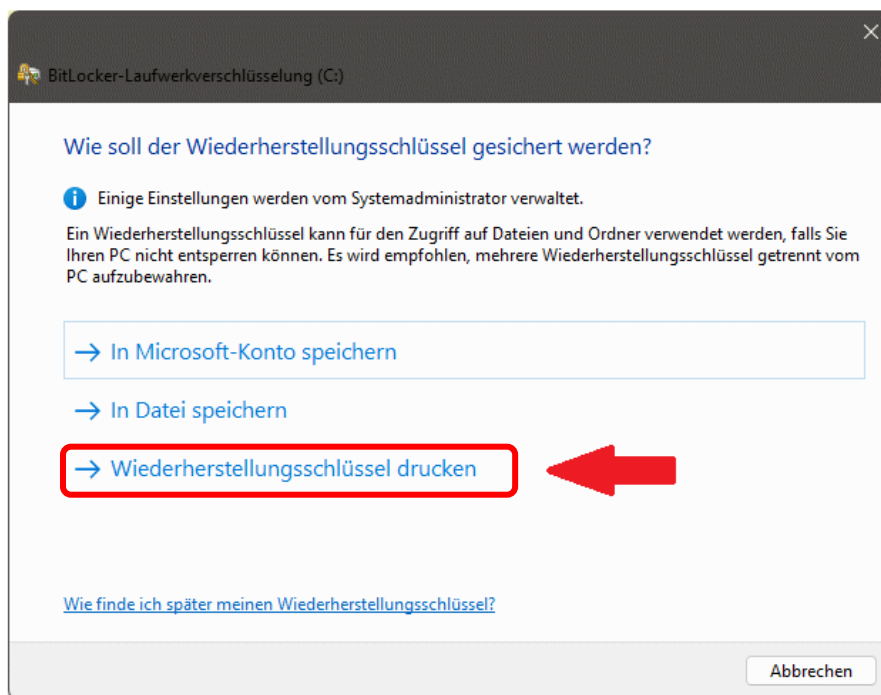 BitLocker-Laufwerkverschlüsselung (C:)
Wie soll der Wiederherstellungsschlüssel gesichert werden?
Einige Einstellungen werden vom Systemadministrator verwaltet.
Ein Wiederherstellungsschlüssel kann für den Zugriff auf Dateien und Ordner verwendet werden, falls Sie
Ihren PC nicht entsperren können. Es wird empfohlen, mehrere Wiederherstellungsschlüssel getrennt vom
PC aufzubewahren.
→ In Microsoft-Konto speichern
→ In Datei speichern
→ Wiederherstellungsschlüssel drucken
Wie finde ich später meinen Wiederherstellungsschlüssel?
Abbrechen